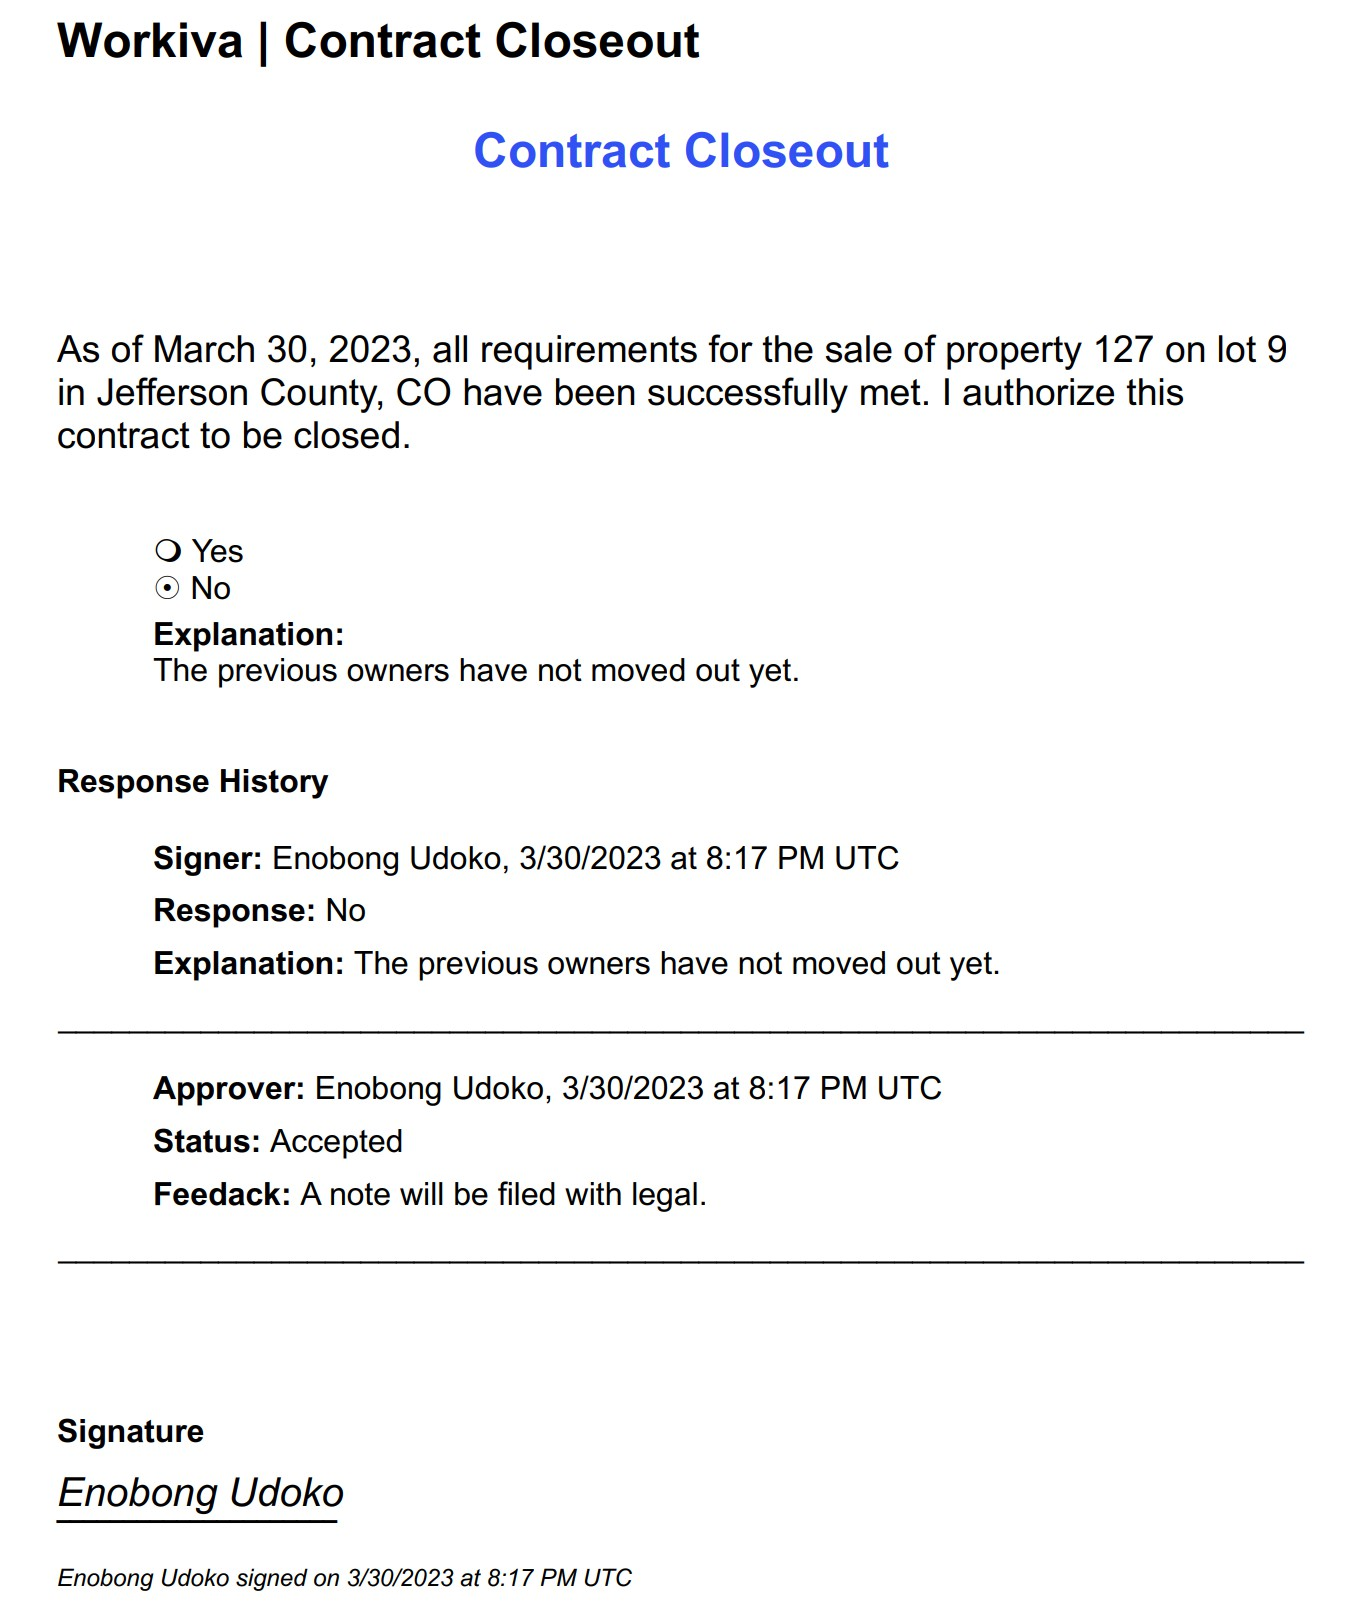 Workiva | Contract Closeout
Contract Closeout
As of March 30, 2023, all requirements for the sale of property 127 on lot 9
in Jefferson County, CO have been successfully met. I authorize this
contract to be closed.
Yes
No
Explanation:
The previous owners have not moved out yet.
Response History
Signer: Enobong Udoko, 3/30/2023 at 8:17 PM UTC
Response: No
Explanation: The previous owners have not moved out yet.
Approver: Enobong Udoko, 3/30/2023 at 8:17 PM UTC
Status: Accepted
Feedack: A note will be filed with legal.
Signature
Enobong Udoko
Enobong Udoko signed on 3/30/2023 at 8:17 PM UTC